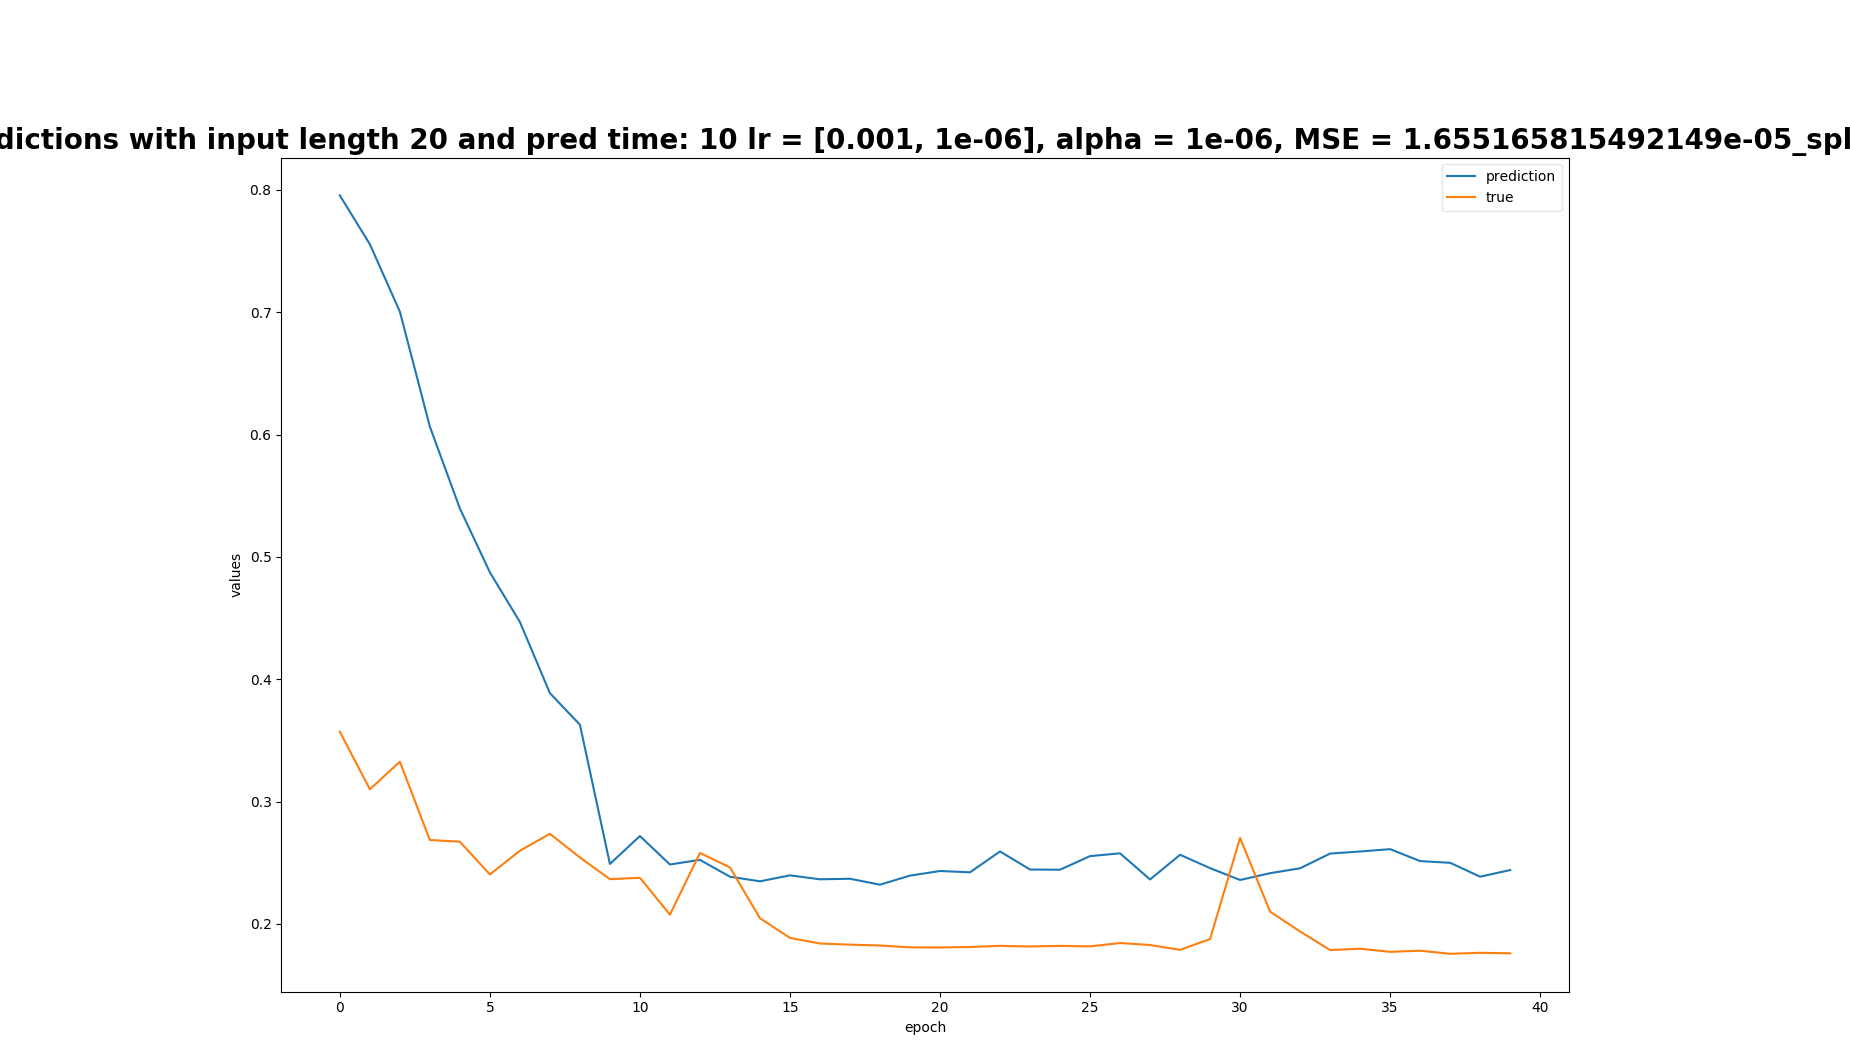 dictions with input length 20 and pred time: 10 lr = [0.001, 1e-06], alpha = 1e-06, MSE = 1.655165815492149e-05_spl
prediction
true
0.8
0.7
0.6
0.5
0.4
0.3
0.2
values
0 5 10 15 20 25 30 35 40
epoch